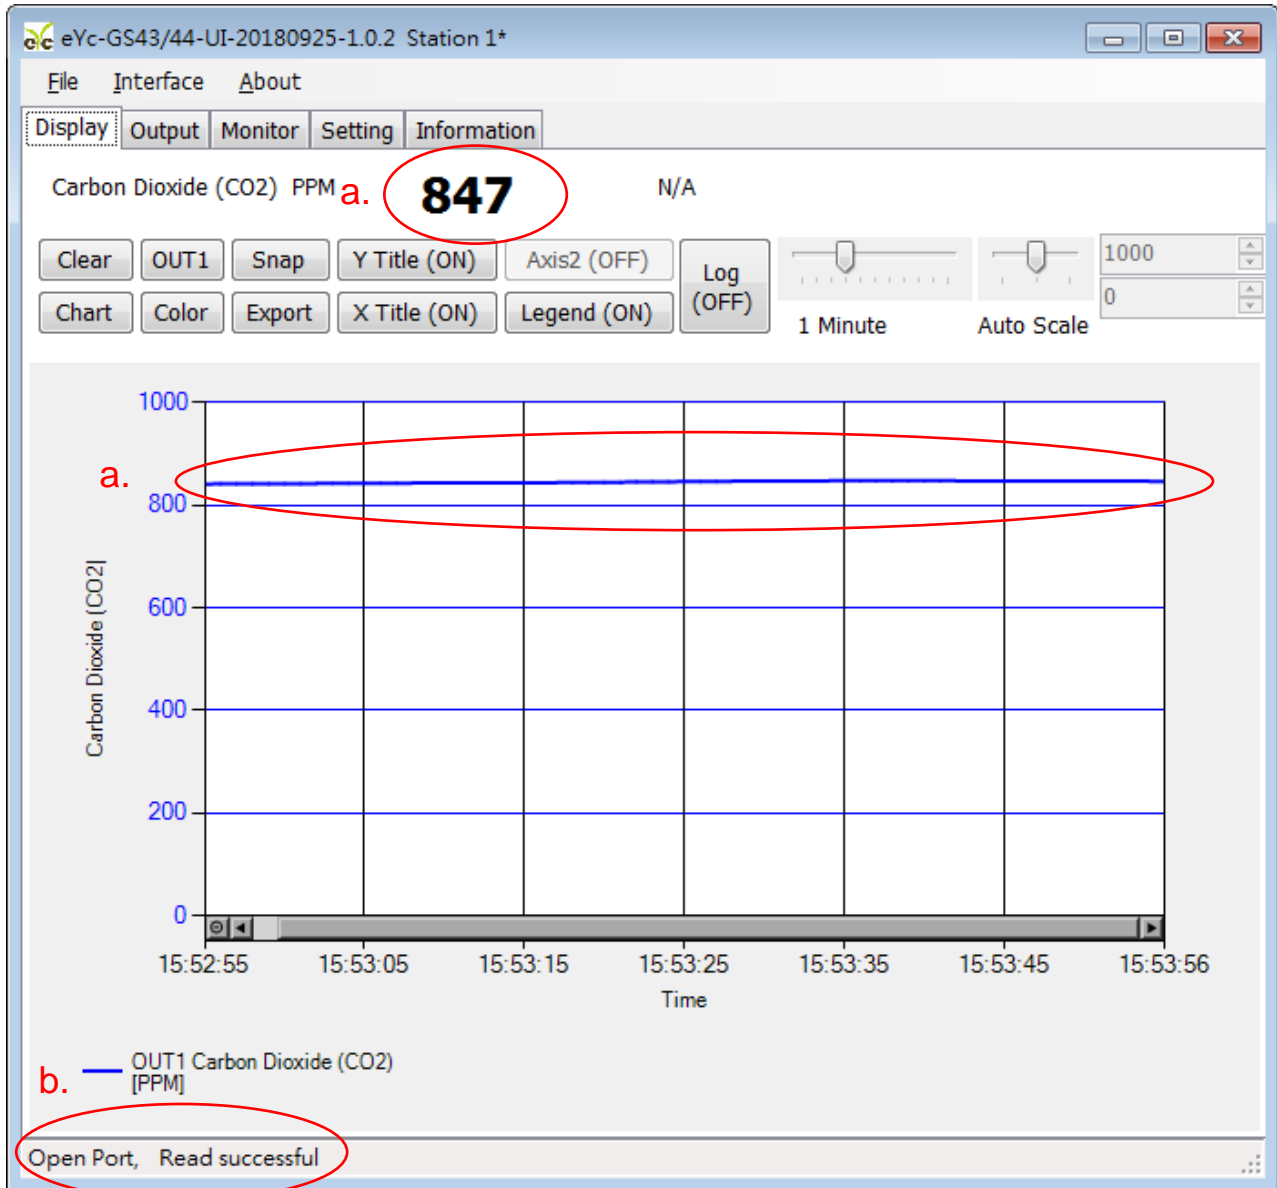 eYc-GS43/44-UI-20180925-1.0.2 Station 1*
File Interface About
Display Output Monitor Setting Information
Carbon Dioxide (CO2) PPM a. 847 N/A
Clear OUT1 Snap Y Title (ON) Axis2 (OFF) Log (OFF) 1000
Chart Color Export X Title (ON) Legend (ON) 1 Minute Auto Scale 0
1000
a.
800
600
400
200
0
Carbon Dioxide (CO2)
15:52:55 15:53:05 15:53:15 15:53:25 15:53:35 15:53:45 15:53:56
Time
b. OUT1 Carbon Dioxide (CO2)
[PPM]
Open Port, Read successful